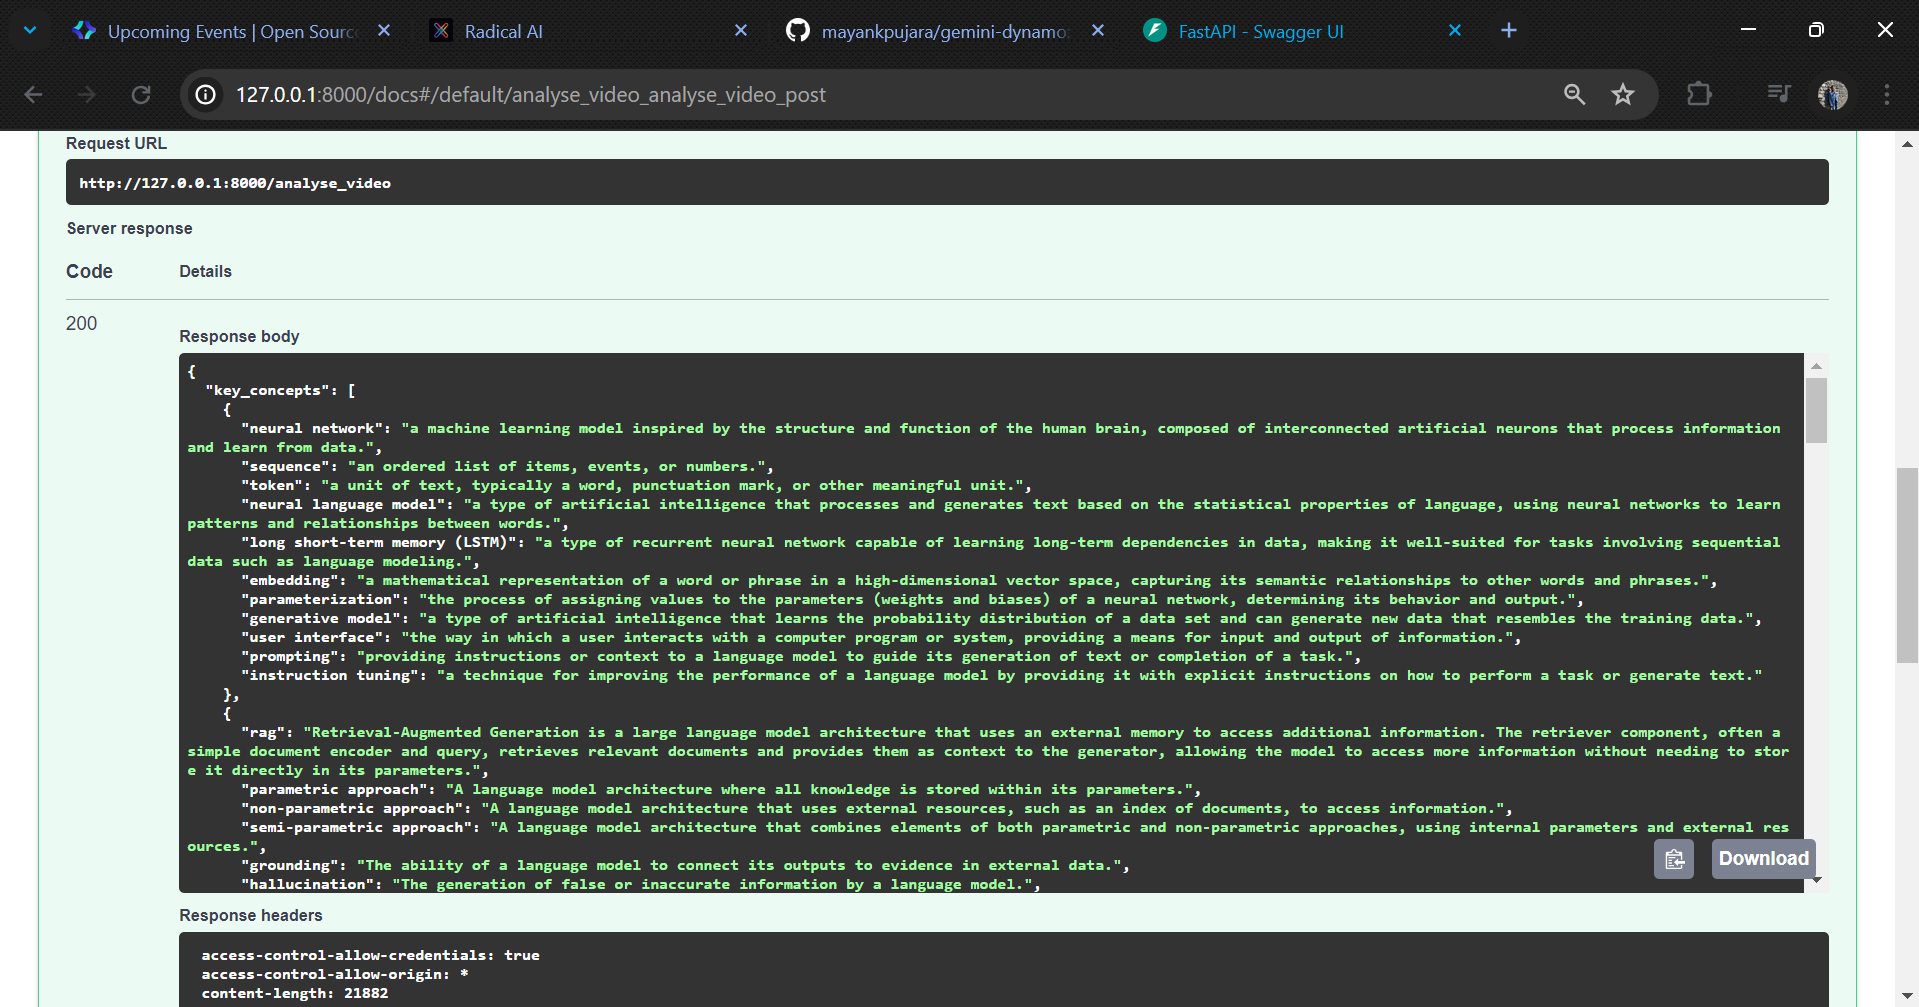 Upcoming Events | Open Sourc
Radical AI
mayankpujara/gemini-dynamo:
FastAPI - Swagger UI
127.0.0.1:8000/docs#/default/analyse_video_analyse_video_post
Request URL
http://127.0.0.1:8000/analyse_video
Server response
Code
Details
200
Response body
{
"key_concepts": [
{
"neural network": "a machine learning model inspired by the structure and function of the human brain, composed of interconnected artificial neurons that process information
and learn from data.",
"sequence": "an ordered list of items, events, or numbers.",
"token": "a unit of text, typically a word, punctuation mark, or other meaningful unit.",
"neural language model": "a type of artificial intelligence that processes and generates text based on the statistical properties of language, using neural networks to learn
patterns and relationships between words.",
"long short-term memory (LSTM)": "a type of recurrent neural network capable of learning long-term dependencies in data, making it well-suited for tasks involving sequential
data such as language modeling.",
"embedding": "a mathematical representation of a word or phrase in a high-dimensional vector space, capturing its semantic relationships to other words and phrases.",
"parameterization": "the process of assigning values to the parameters (weights and biases) of a neural network, determining its behavior and output.",
"generative model": "a type of artificial intelligence that learns the probability distribution of a data set and can generate new data that resembles the training data.",
"user interface": "the way in which a user interacts with a computer program or system, providing a means for input and output of information.",
"prompting": "providing instructions or context to a language model to guide its generation of text or completion of a task.",
"instruction tuning": "a technique for improving the performance of a language model by providing it with explicit instructions on how to perform a task or generate text."
},
{
"rag": "Retrieval-Augmented Generation is a large language model architecture that uses an external memory to access additional information. The retriever component, often a
simple document encoder and query, retrieves relevant documents and provides them as context to the generator, allowing the model to access more information without needing to stor
e it directly in its parameters.",
"parametric approach": "A language model architecture where all knowledge is stored within its parameters.",
"non-parametric approach": "A language model architecture that uses external resources, such as an index of documents, to access information.",
"semi-parametric approach": "A language model architecture that combines elements of both parametric and non-parametric approaches, using internal parameters and external res
ources.",
"grounding": "The ability of a language model to connect its outputs to evidence in external data.",
"hallucination": "The generation of false or inaccurate information by a language model.",
Download
Response headers
access-control-allow-credentials: true
access-control-allow-origin: *
content-length: 21882